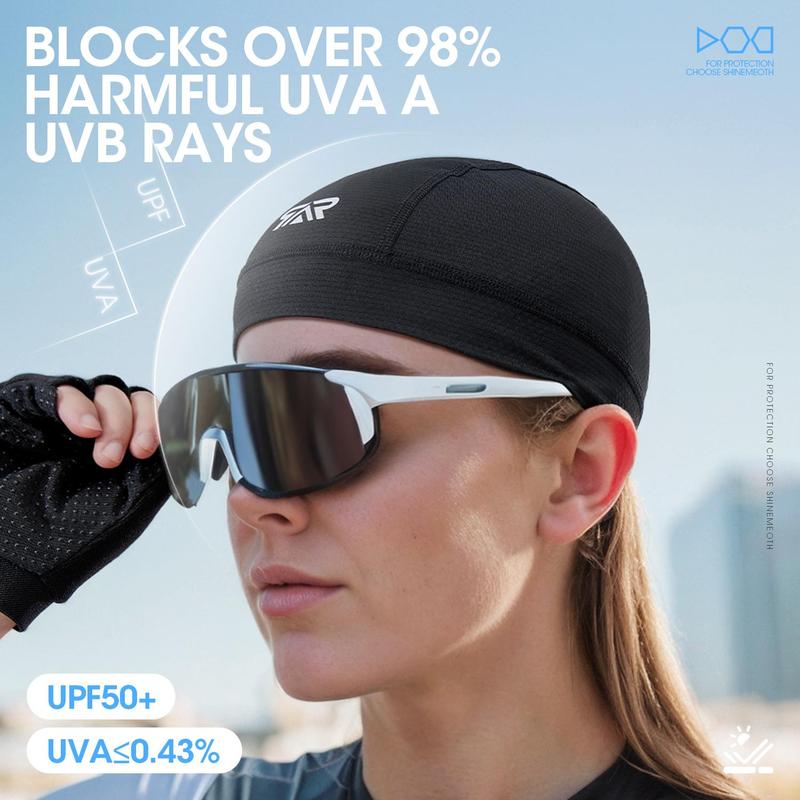 BLOCKS OVER 98%
HARMFUL UVA A
UVB RAYS
FOR PROTECTION
CHOOSE SHINEMEOTH
UPF
UVA
FOR PROTECTION CHOOSE SHINEMEOTH
UPF50+
UVA≤0.43%